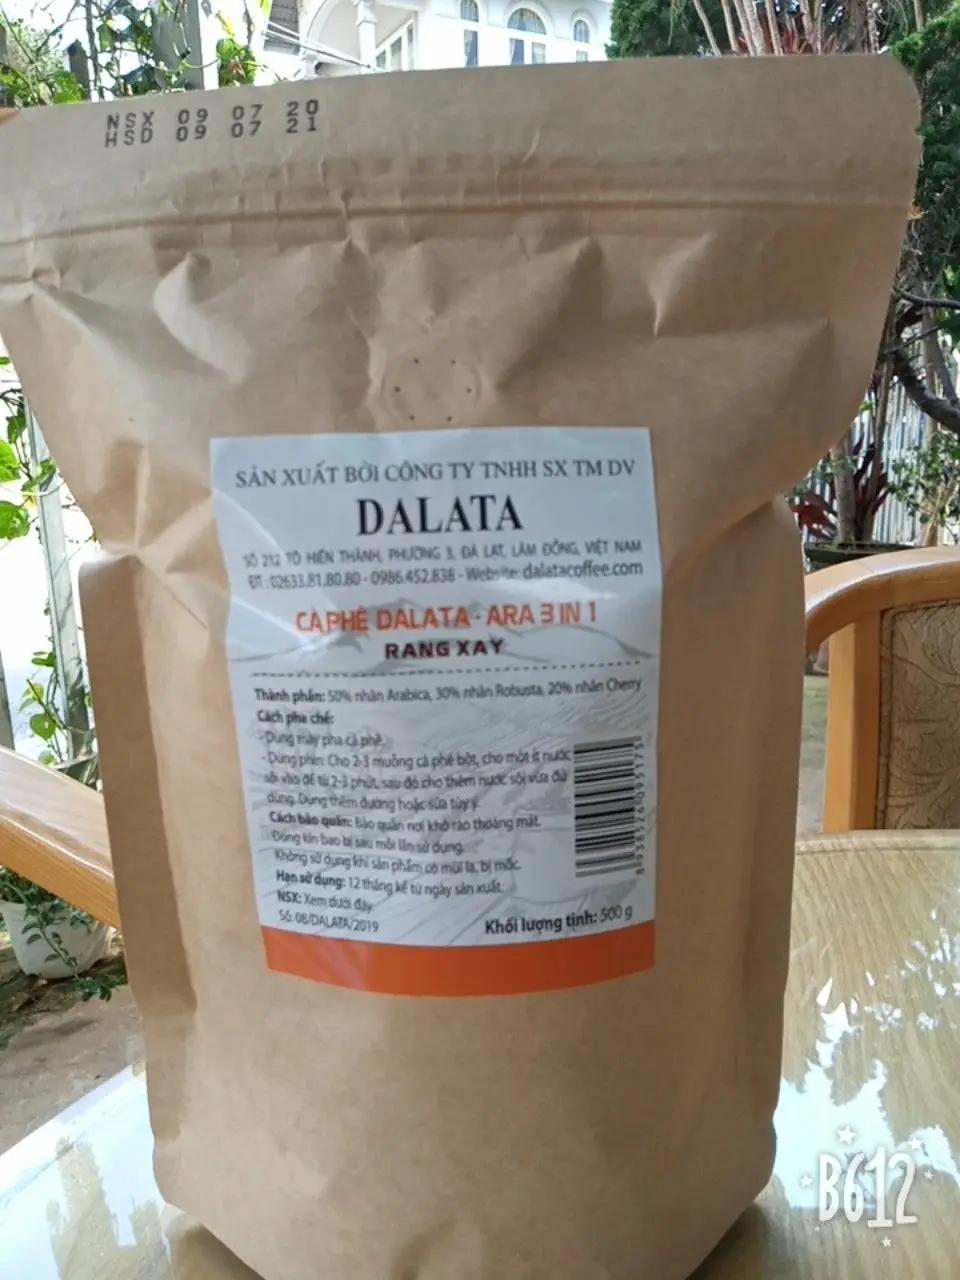 NSX 09 07 20
HSD 09 07 21
SẢN XUẤT BỞI CÔNG TY TNHH SX TM DV
DALATA
SỐ 212 TÔ HIẾN THÀNH, PHƯỜNG 3, ĐÀ LẠT, LÂM ĐỒNG, VIỆT NAM
ĐT : 02633.81.80.80 - 0986.452.838 - Website: dalatacoffee.com
CÀ PHÊ DALATA - ARA 3 IN 1
RANG XAY
Thành phần: 50% nhân Arabica, 30% nhân Robusta, 20% nhân Cherry
Cách pha chế:
- Dùng máy pha cà phê.
- Dùng phin: Cho 2-3 muỗng cà phê bột, cho một ít nước
sôi vào để từ 2-3 phút, sau đó cho thêm nước sôi vừa đủ
dùng. Dùng thêm đường hoặc sữa tùy ý.
Cách bảo quản: Bảo quản nơi khô ráo thoáng mát.
Đóng kín bao bì sau mỗi lần sử dụng.
Không sử dụng khi sản phẩm có mùi lạ, bị mốc.
Hạn sử dụng: 12 tháng kể từ ngày sản xuất.
NSX: Xem dưới đáy
Số: 08/DALATA/2019
Khối lượng tịnh: 500 g
8938526095175
B612